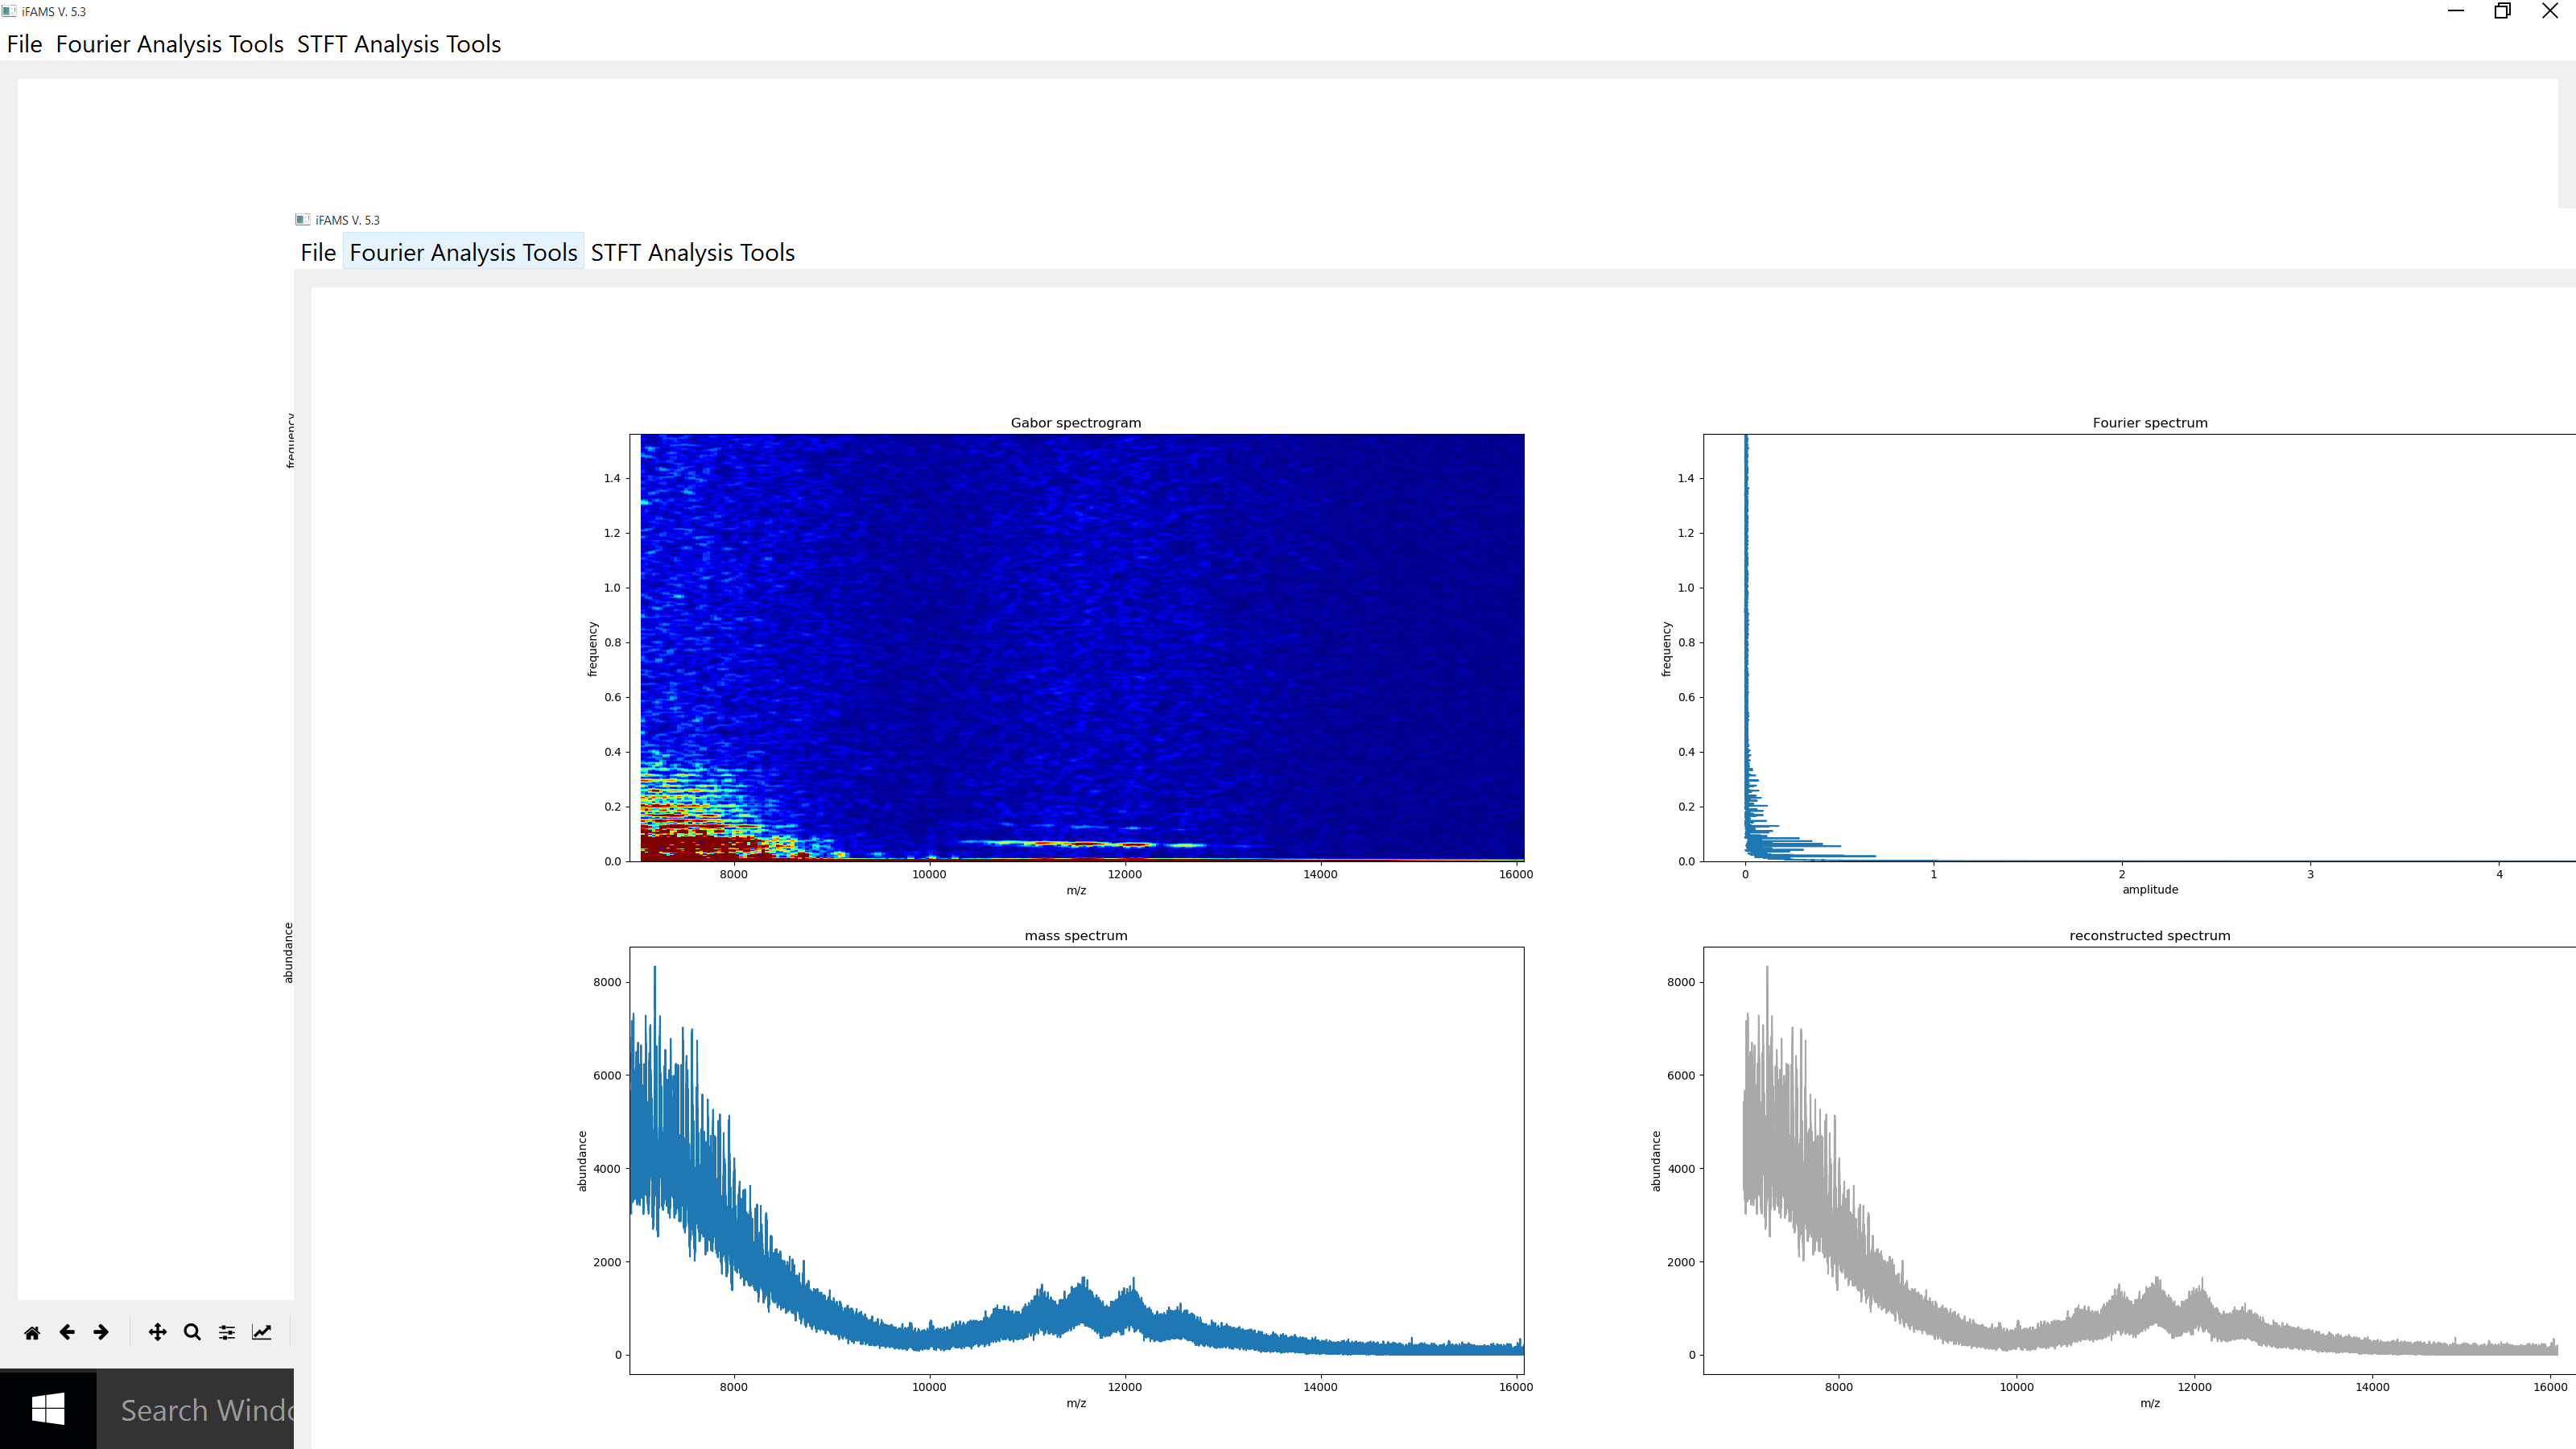 iFAMS V. 5.3
File Fourier Analysis Tools STFT Analysis Tools
iFAMS V. 5.3
File Fourier Analysis Tools STFT Analysis Tools
frequency
abundance
Gabor spectrogram
frequency
1.4
1.2
1.0
0.8
0.6
0.4
0.2
0.0
8000 10000 12000 14000 16000
m/z
Fourier spectrum
frequency
1.4
1.2
1.0
0.8
0.6
0.4
0.2
0.0
0 1 2 3 4
amplitude
mass spectrum
abundance
8000
6000
4000
2000
0
8000 10000 12000 14000 16000
m/z
reconstructed spectrum
abundance
8000
6000
4000
2000
0
8000 10000 12000 14000 16000
m/z
Search Windo